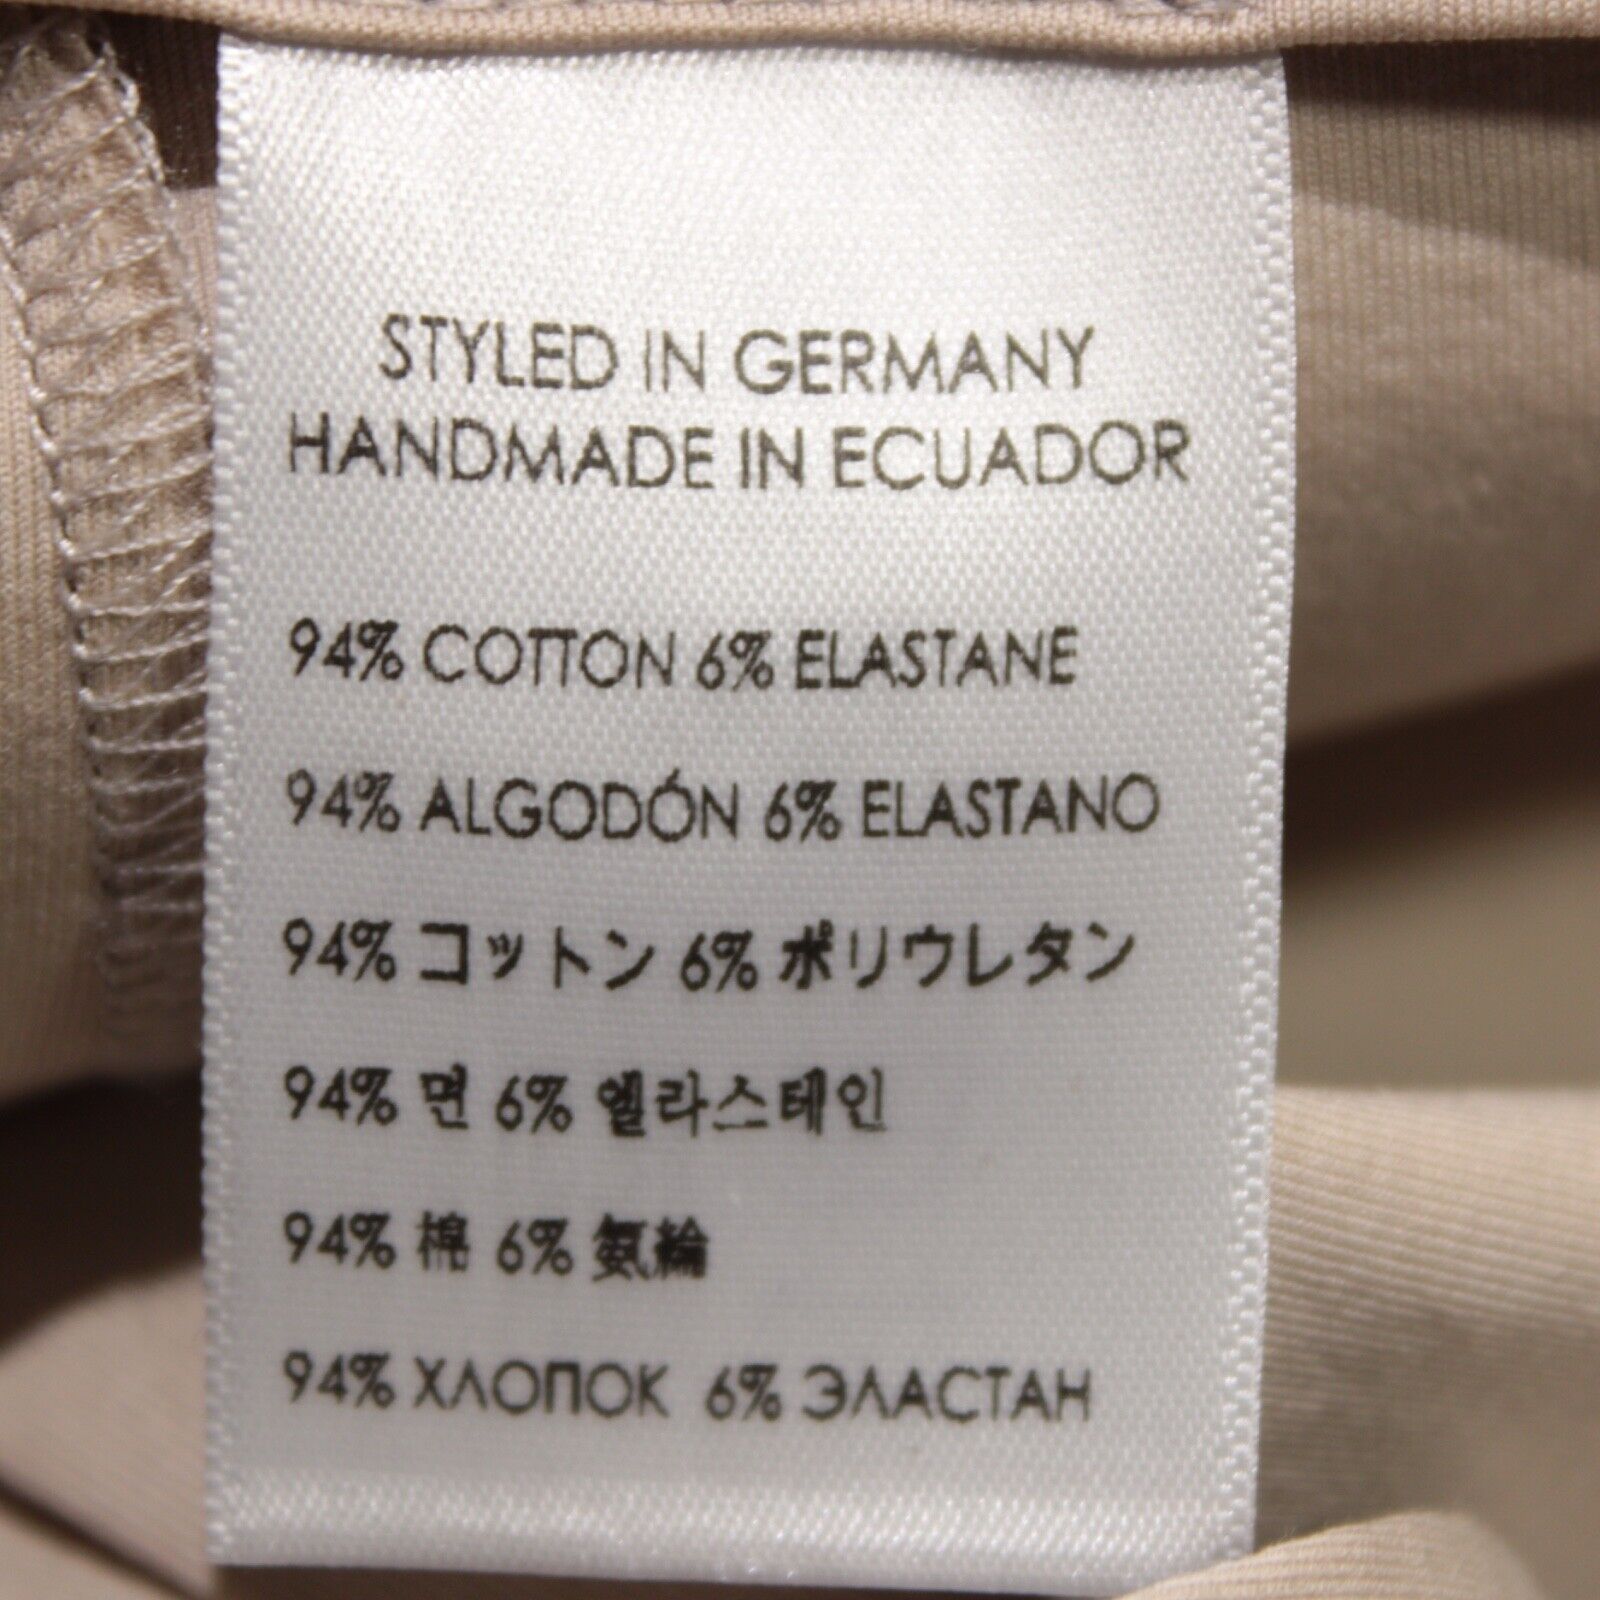 STYLED IN GERMANY
HANDMADE IN ECUADOR
94% COTTON 6% ELASTANE
94% ALGODÓN 6% ELASTANO
94% コットン 6% ポリウレタン
94% 면 6% 엘라스테인
94% 棉 6% 氨綸
94% ХЛОПОК 6% ЭЛАСТАН